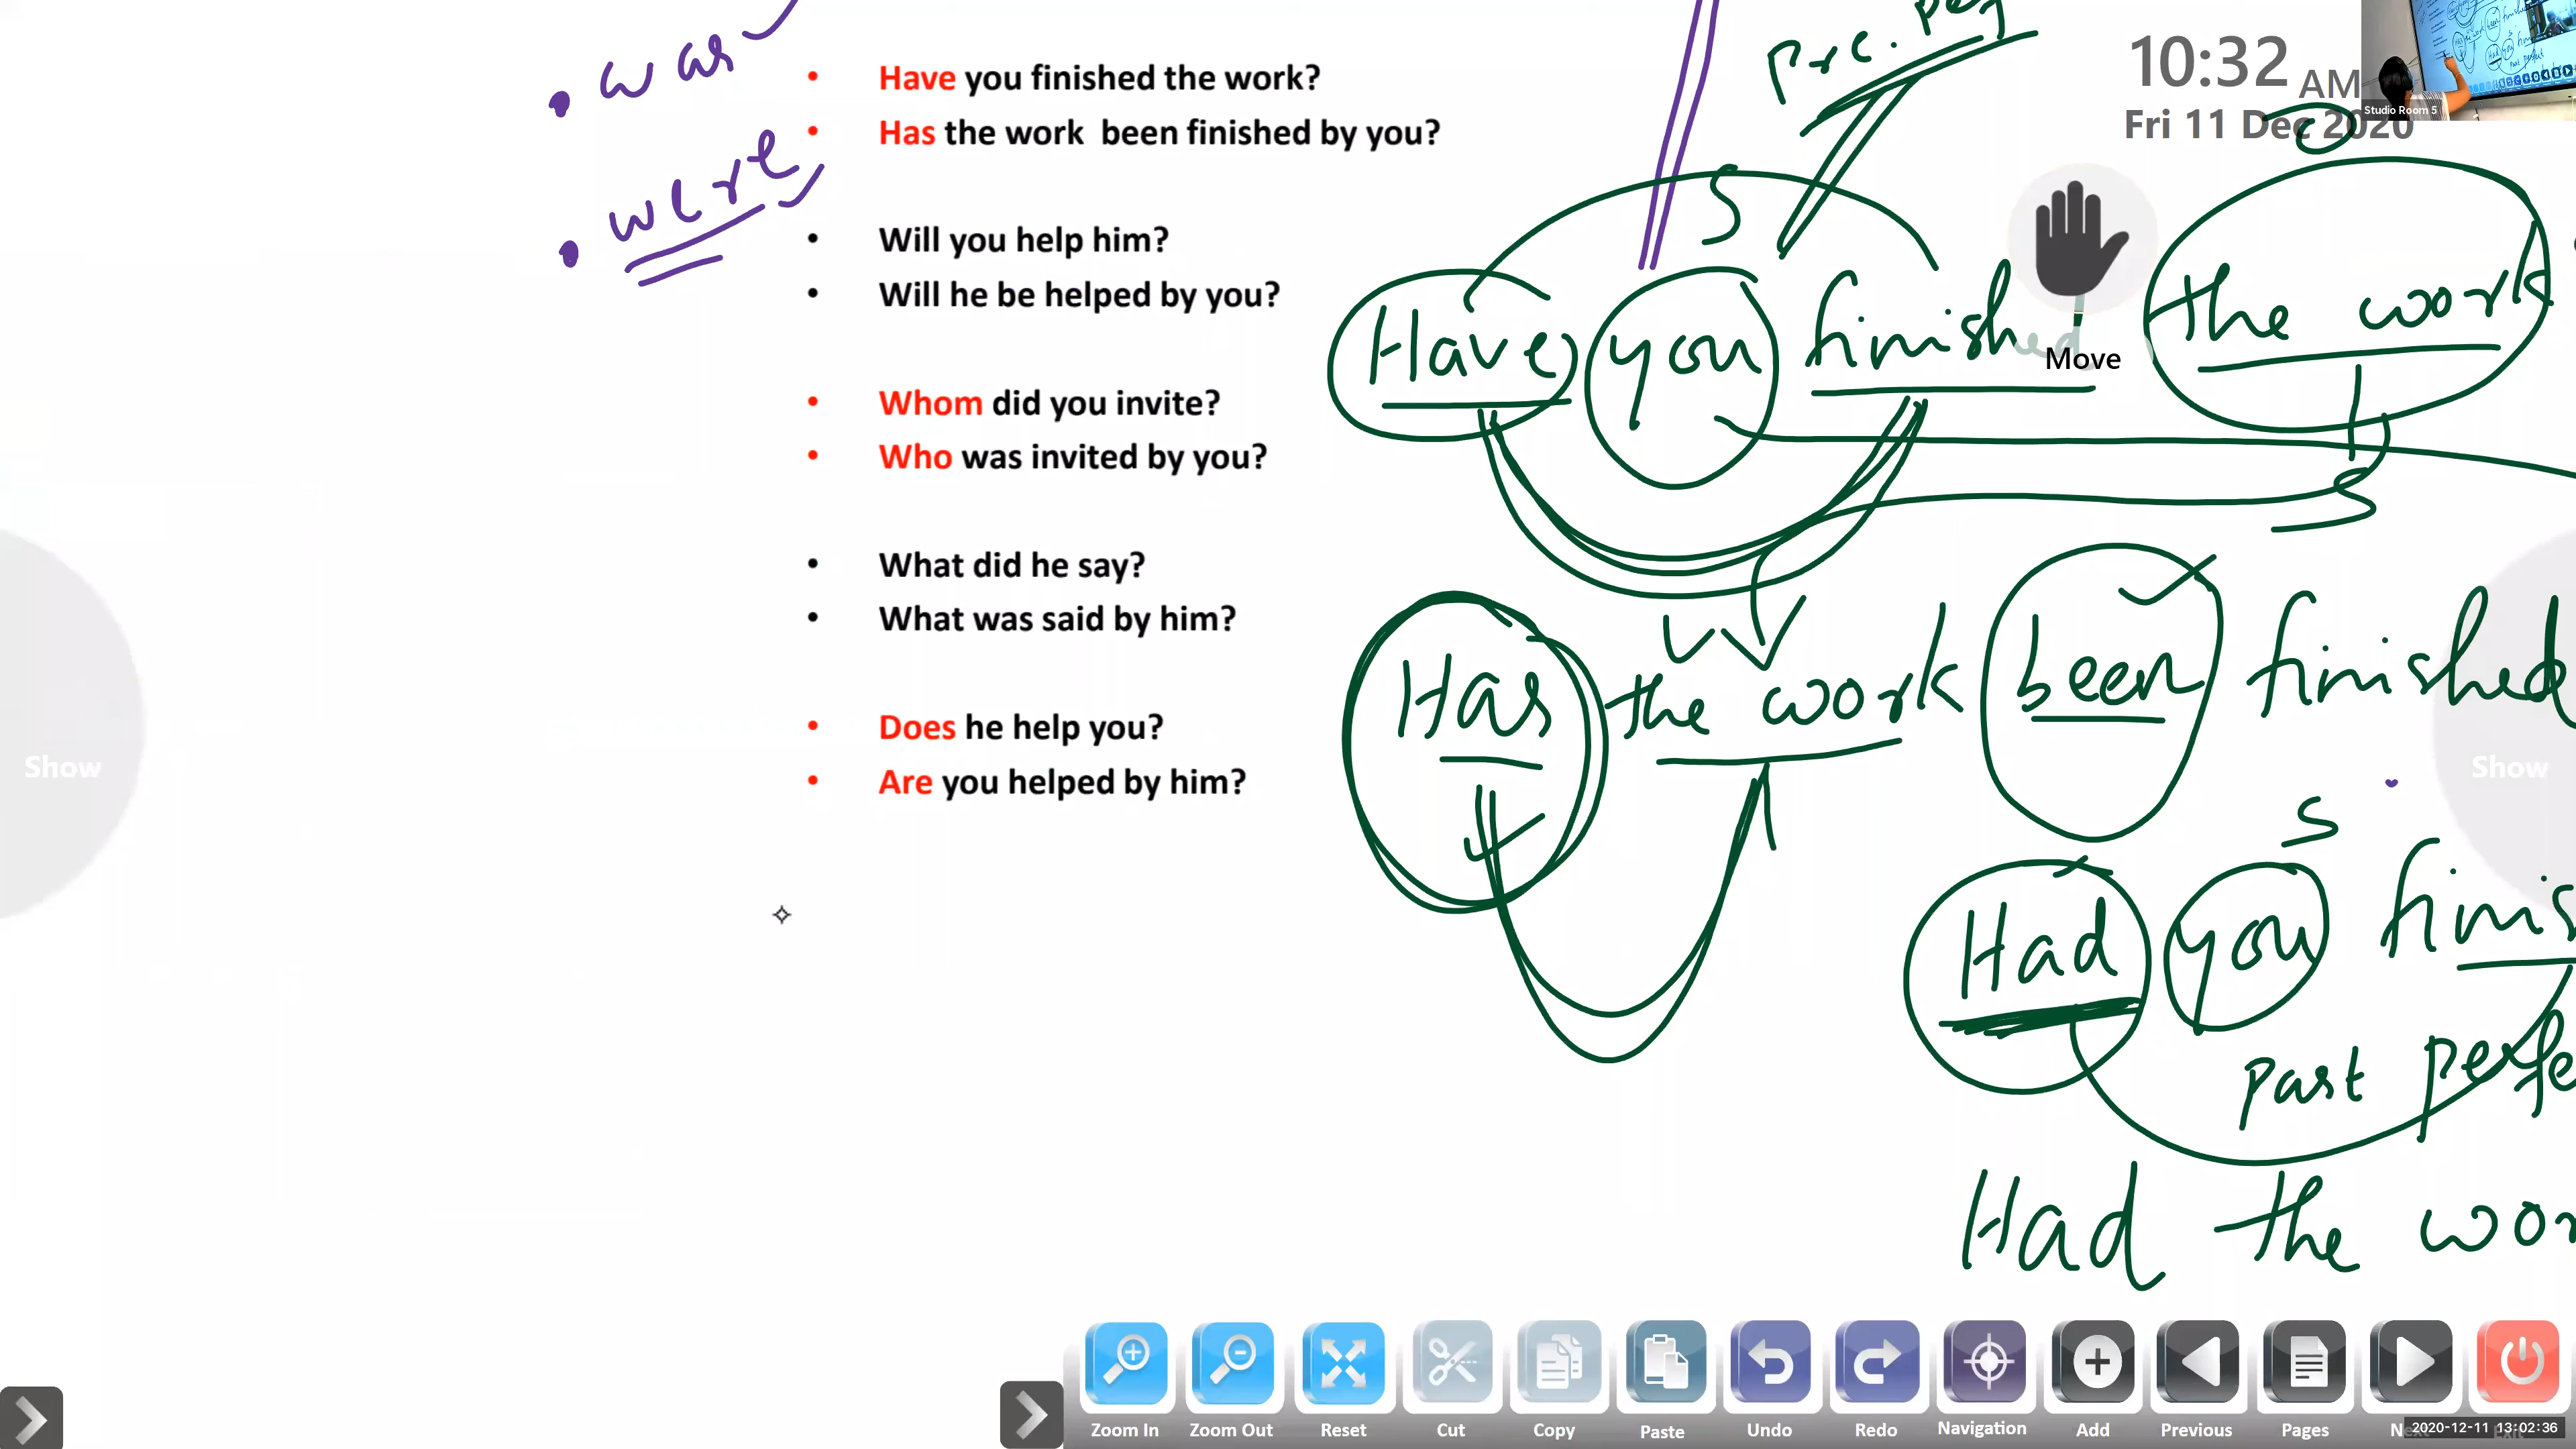 was
were
• Have you finished the work?
• Has the work been finished by you?
• Will you help him?
• Will he be helped by you?
• Whom did you invite?
• Who was invited by you?
• What did he say?
• What was said by him?
• Does he help you?
• Are you helped by him?
10:32 AM
Fri 11 Dec 2020
Studio Room 5
S
O
Have you finished the work
Move
S
Has the work been finished
S
Had you finis
past perfe
Had the wor
Show
Show
Zoom In Zoom Out Reset Cut Copy Paste Undo Redo Navigation Add Previous Pages
2020-12-11 13:02:36